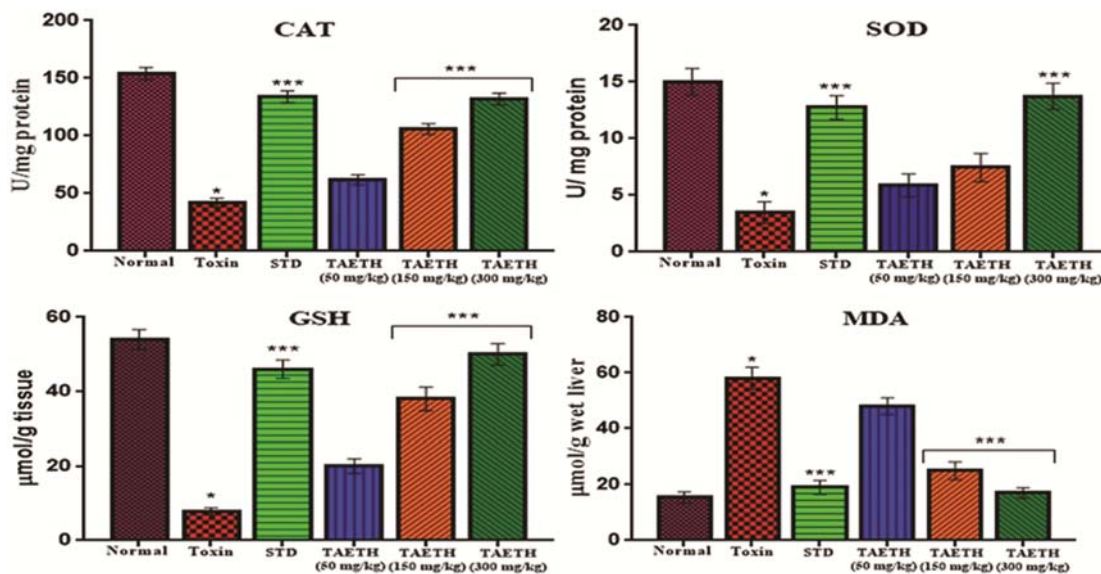 CAT
U/mg protein
200
150
100
50
0
*
***
***
Normal
Toxin
STD
TAETH
(50 mg/kg)
TAETH
(150 mg/kg)
TAETH
(300 mg/kg)
SOD
U/ mg protein
20
15
10
5
0
*
***
***
Normal
Toxin
STD
TAETH
(50 mg/kg)
TAETH
(150 mg/kg)
TAETH
(300 mg/kg)
GSH
µmol/g tissue
60
40
20
0
*
***
***
Normal
Toxin
STD
TAETH
(50 mg/kg)
TAETH
(150 mg/kg)
TAETH
(300 mg/kg)
MDA
µmol/g wet liver
80
60
40
20
0
*
***
***
Normal
Toxin
STD
TAETH
(50 mg/kg)
TAETH
(150 mg/kg)
TAETH
(300 mg/kg)